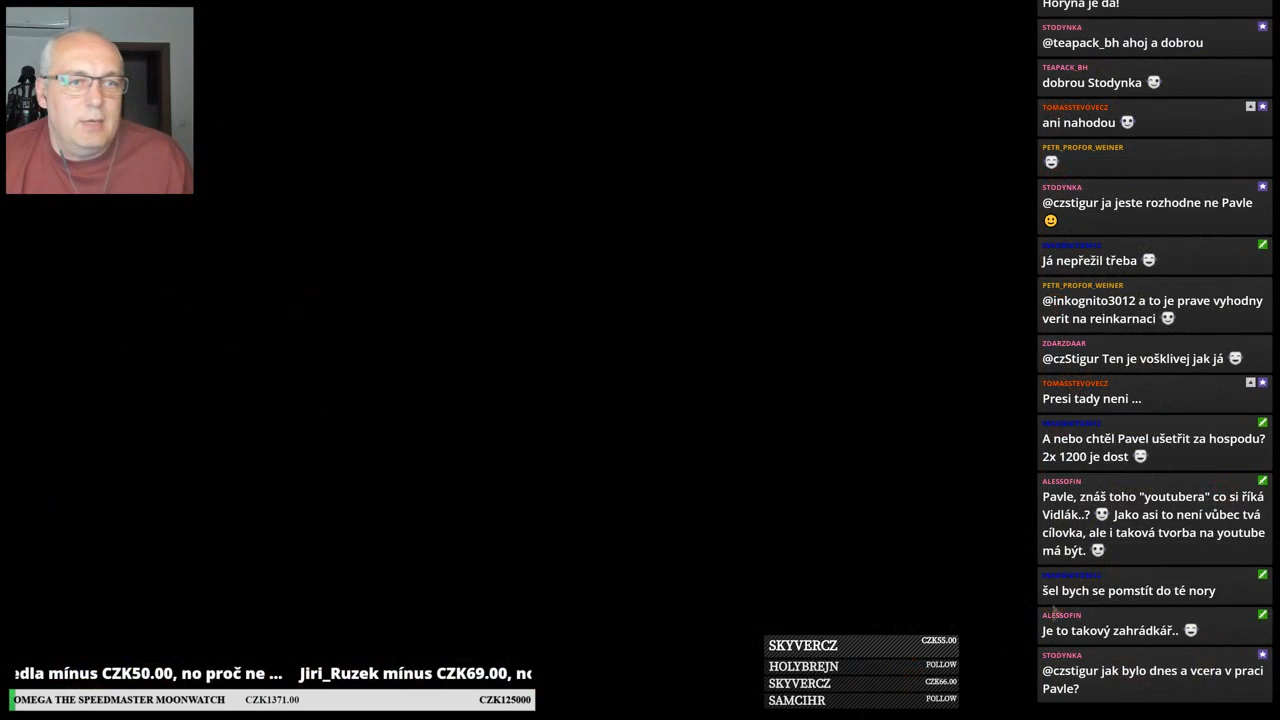 Horyna je da!
STODYNKA
@teapack_bh ahoj a dobrou
TEAPACK_BH
dobrou Stodynka
TOMASSTEVOVECZ
ani nahodou
PETR_PROFOR_WEINER
STODYNKA
@czstigur ja jeste rozhodne ne Pavle
Já nepřežil třeba
PETR_PROFOR_WEINER
@inkognito3012 a to je prave vyhodny
verit na reinkarnaci
ZDARZDAAR
@czStigur Ten je vošklivej jak já
TOMASSTEVOVECZ
Presi tady neni ...
A nebo chtěl Pavel ušetřit za hospodu?
2x 1200 je dost
ALESSOFIN
Pavle, znáš toho "youtubera" co si říká
Vidlák..? Jako asi to není vůbec tvá
cílovka, ale i taková tvorba na youtube
má být.
šel bych se pomstít do té nory
ALESSOFIN
Je to takový zahrádkář..
STODYNKA
@czstigur jak bylo dnes a vcera v praci
Pavle?
SKYVERCZ CZK55.00
HOLYBREJN FOLLOW
SKYVERCZ CZK66.00
SAMCIHR FOLLOW
edla mínus CZK50.00, no proč ne ... Jiri_Ruzek mínus CZK69.00, no
OMEGA THE SPEEDMASTER MOONWATCH CZK1371.00 CZK125000